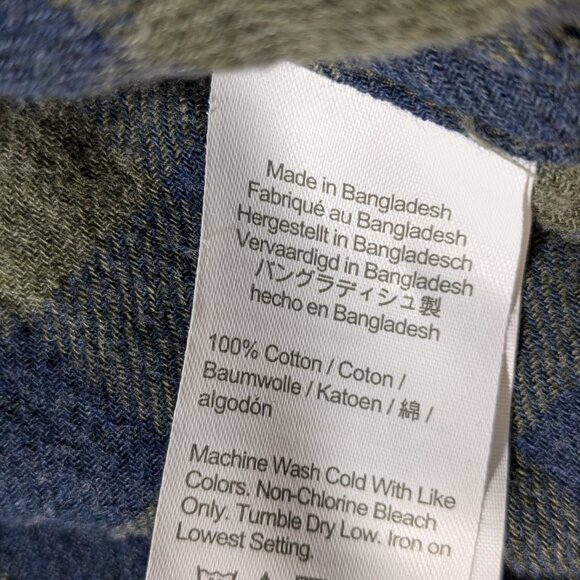 Made in Bangladesh
Fabriqué au Bangladesh
Hergestellt in Bangladesch
Vervaardigd in Bangladesh
バングラディシュ製
hecho en Bangladesh
100% Cotton / Coton /
Baumwolle / Katoen / 綿 /
algodón
Machine Wash Cold With Like
Colors. Non-Chlorine Bleach
Only. Tumble Dry Low. Iron on
Lowest Setting.